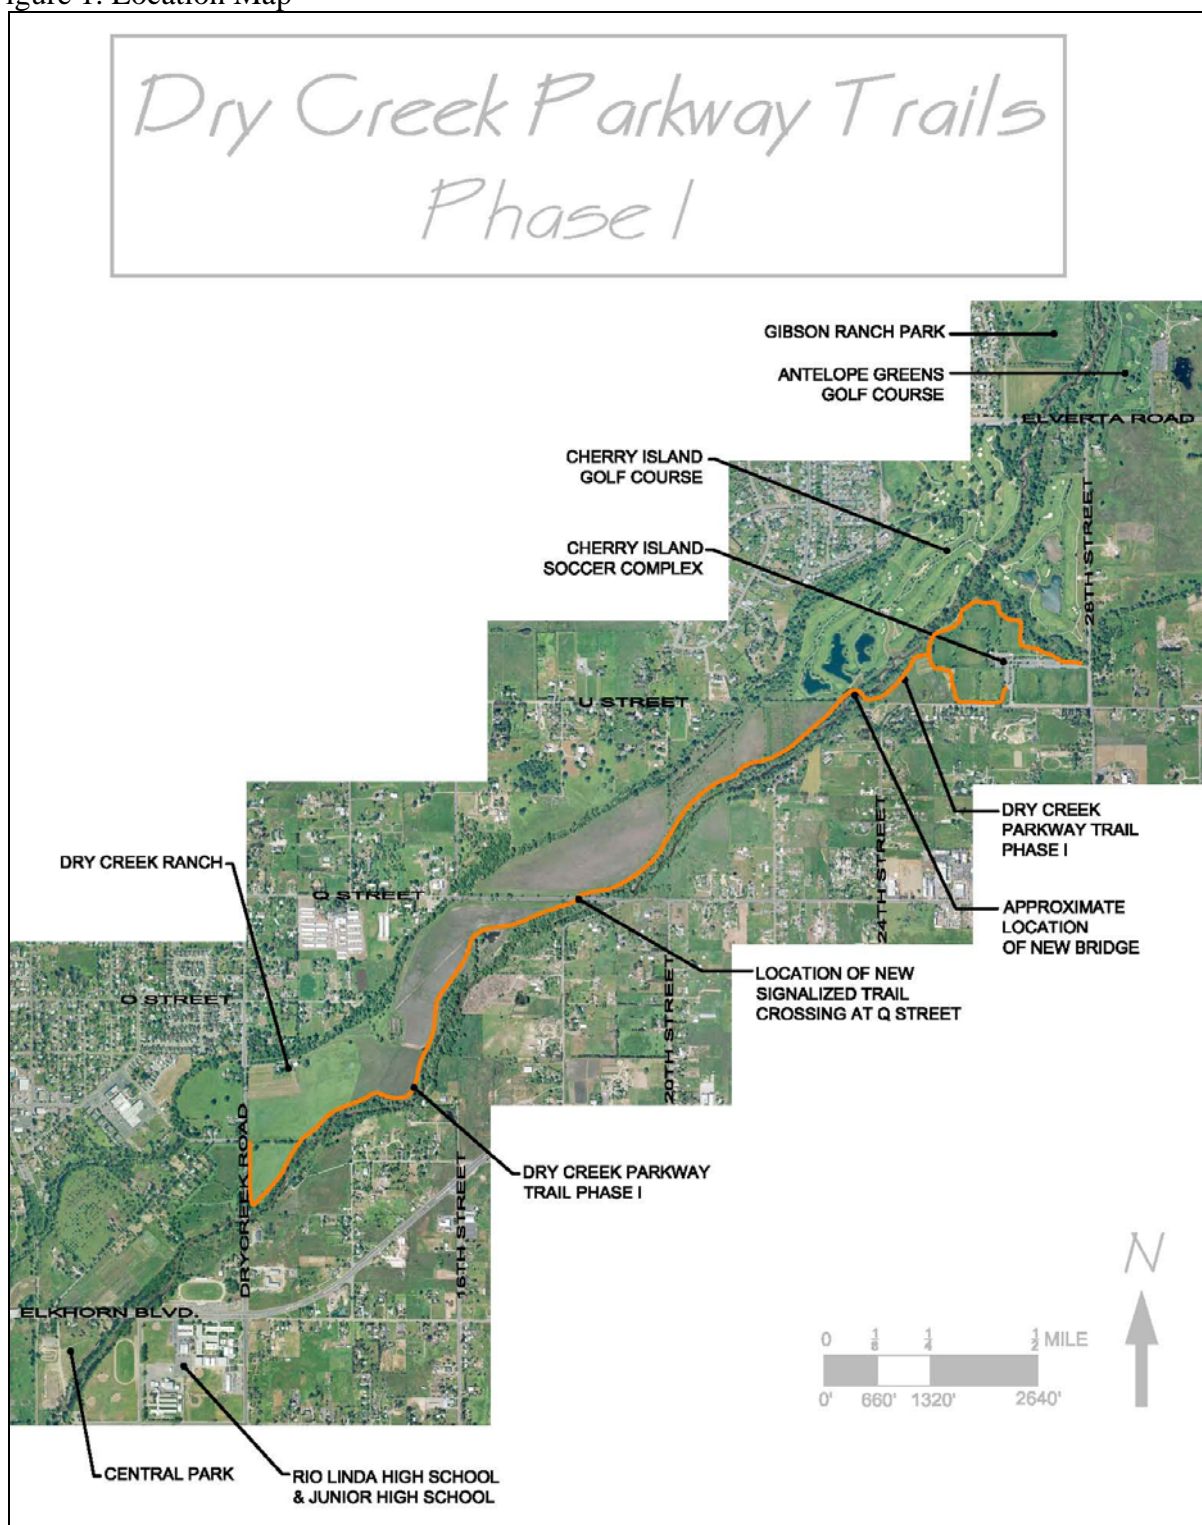 igure 1. Location Map
Dry Creek Parkway Trails
Phase I
GIBSON RANCH PARK
ANTELOPE GREENS
GOLF COURSE
ELVERTA ROAD
CHERRY ISLAND
GOLF COURSE
28TH STREET
CHERRY ISLAND
SOCCER COMPLEX
U STREET
DRY CREEK
PARKWAY TRAIL
PHASE I
24TH STREET
DRY CREEK RANCH
Q STREET
APPROXIMATE
LOCATION
OF NEW BRIDGE
LOCATION OF NEW
SIGNALIZED TRAIL
CROSSING AT Q STREET
O STREET
20TH STREET
DRYCREEK ROAD
DRY CREEK PARKWAY
TRAIL PHASE I
16TH STREET
N
ELKHORN BLVD.
0 1/8 1/4 1/2 MILE
0' 660' 1320' 2640'
CENTRAL PARK
RIO LINDA HIGH SCHOOL
& JUNIOR HIGH SCHOOL